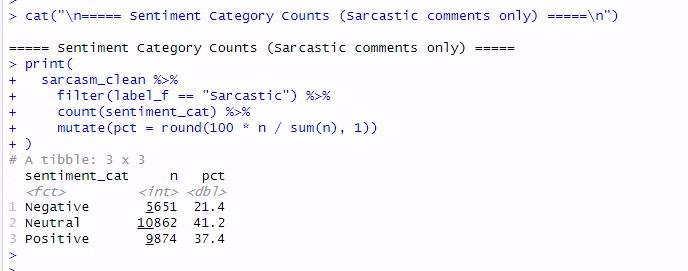 >
> cat("\n===== Sentiment Category Counts (Sarcastic comments only) =====\n")

===== Sentiment Category Counts (Sarcastic comments only) =====
> print(
+   sarcasm_clean %>%
+     filter(label_f == "Sarcastic") %>%
+     count(sentiment_cat) %>%
+     mutate(pct = round(100 * n / sum(n), 1))
+ )
# A tibble: 3 x 3
  sentiment_cat     n   pct
  <fct>         <int> <dbl>
1 Negative       5651  21.4
2 Neutral       10862  41.2
3 Positive       9874  37.4
>
>